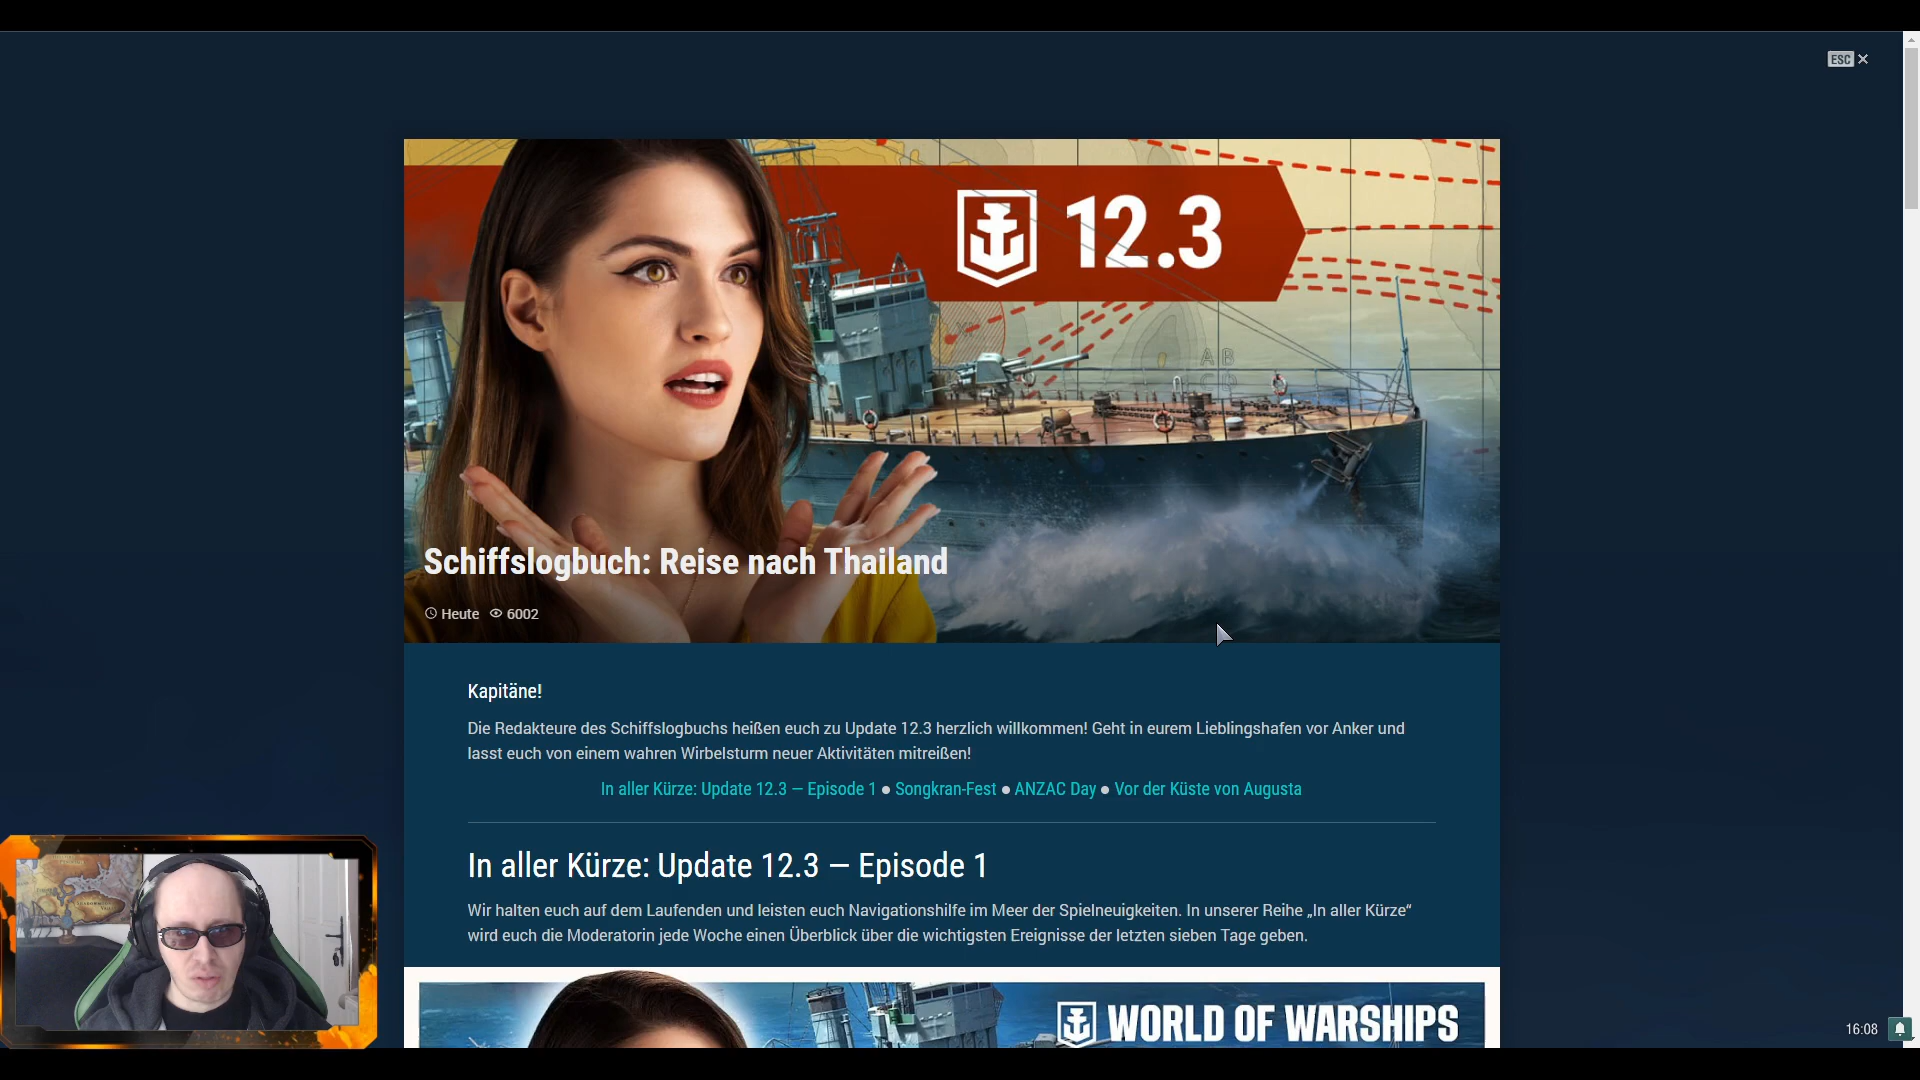 ESC
12.3
Schiffslogbuch: Reise nach Thailand
Heute 6002
Kapitäne!
Die Redakteure des Schiffslogbuchs heißen euch zu Update 12.3 herzlich willkommen! Geht in eurem Lieblingshafen vor Anker und
lasst euch von einem wahren Wirbelsturm neuer Aktivitäten mitreißen!
In aller Kürze: Update 12.3 — Episode 1 ● Songkran-Fest ● ANZAC Day ● Vor der Küste von Augusta
In aller Kürze: Update 12.3 — Episode 1
Wir halten euch auf dem Laufenden und leisten euch Navigationshilfe im Meer der Spielneuigkeiten. In unserer Reihe „In aller Kürze“
wird euch die Moderatorin jede Woche einen Überblick über die wichtigsten Ereignisse der letzten sieben Tage geben.
WORLD OF WARSHIPS
16:08